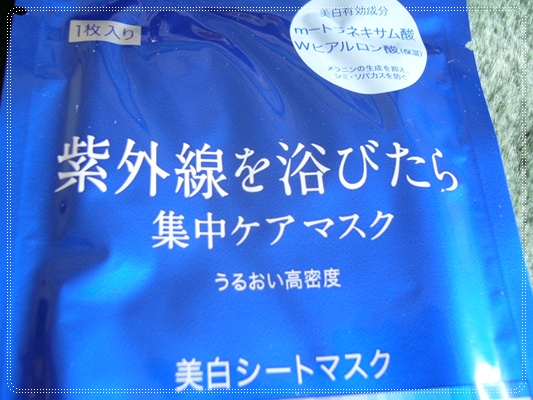 1枚入り
美白有効成分
m-トラネキサム酸
Wヒアルロン酸(保湿)
メラニンの生成を抑え、
シミ・ソバカスを防ぐ
紫外線を浴びたら
集中ケアマスク
うるおい高密度
美白シートマスク